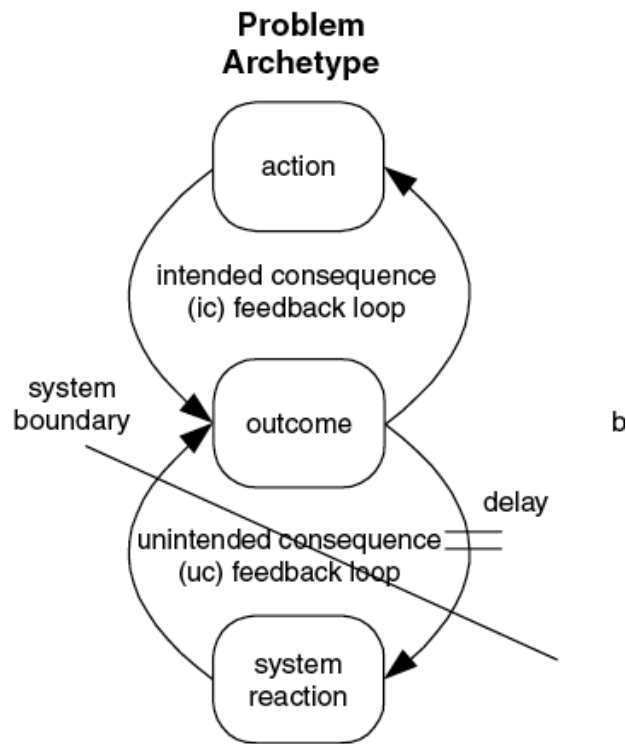 Problem
Archetype
action
intended consequence
(ic) feedback loop
system
boundary
outcome
b
delay
unintended consequence
(uc) feedback loop
system
reaction